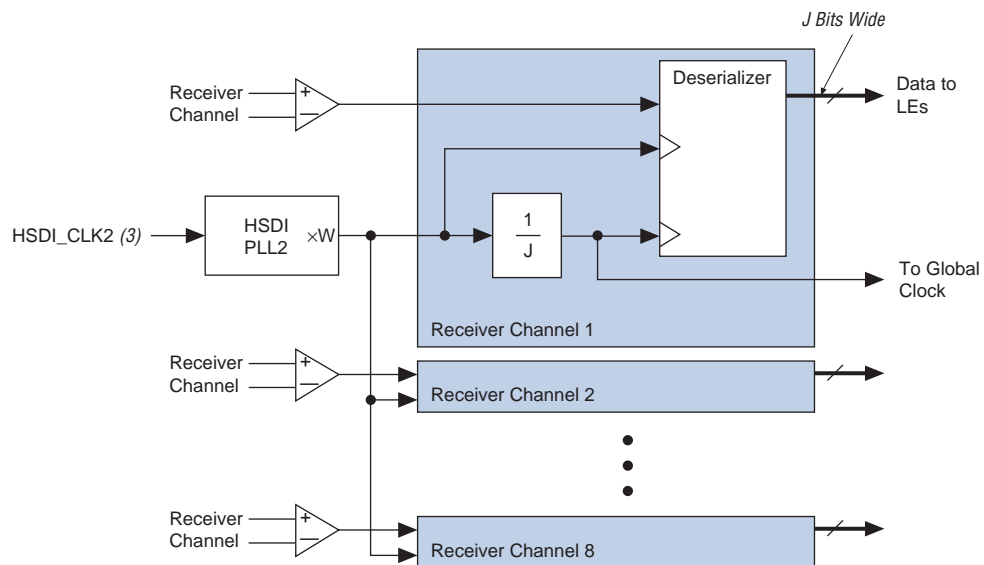 J Bits Wide
Receiver
Channel
+
—
Deserializer
Data to
LEs
HSDI_CLK2 (3)
HSDI
PLL2
×W
1
J
To Global
Clock
Receiver Channel 1
Receiver
Channel
+
—
Receiver Channel 2
Receiver
Channel
+
—
Receiver Channel 8